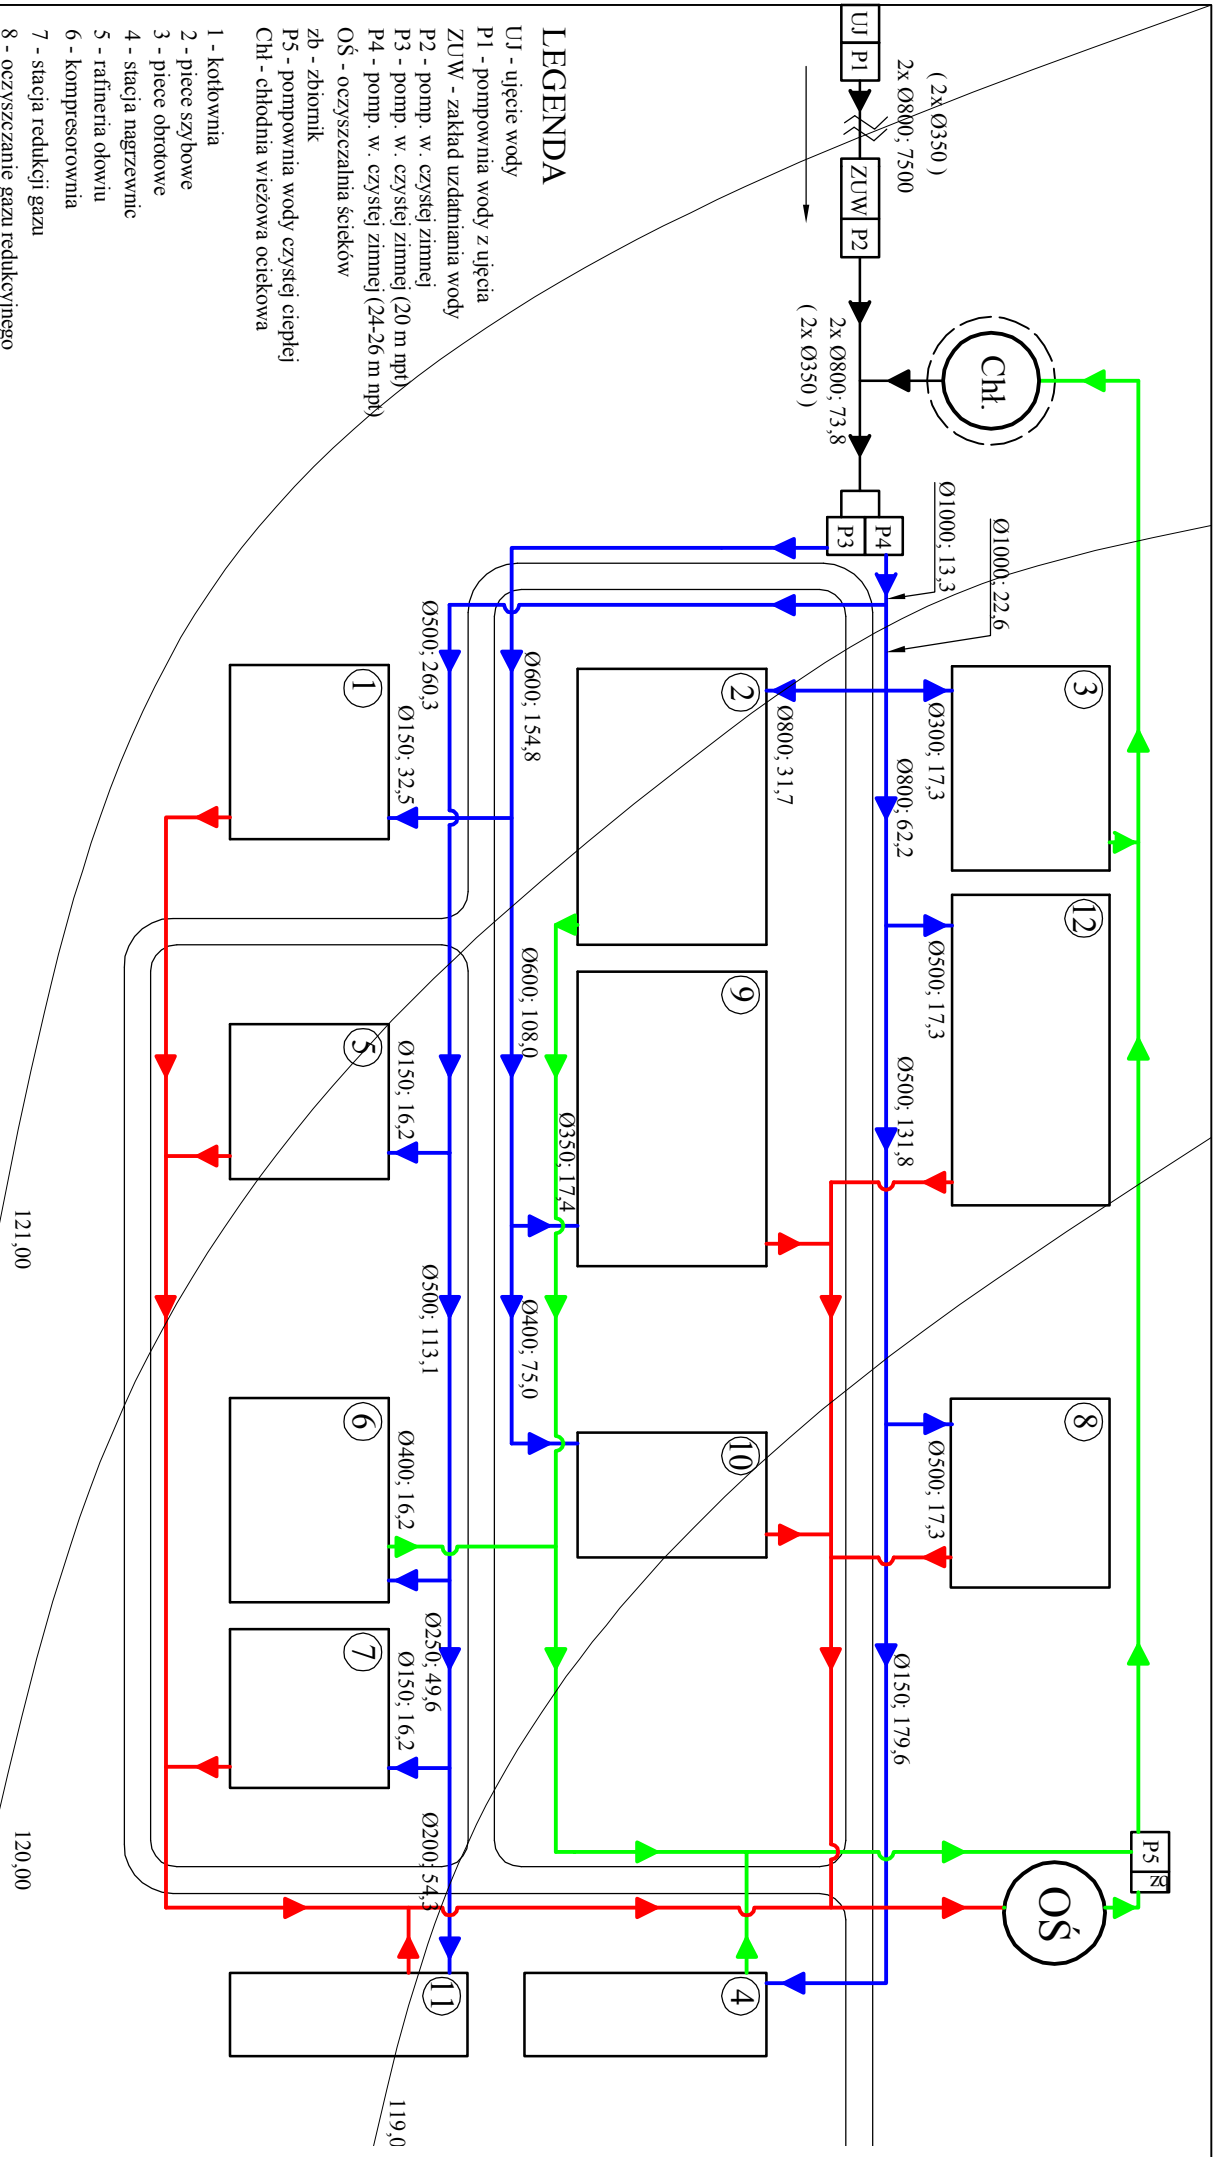 UJ
P1
( 2x Ø350 )
2x Ø800; 7500
ZUW
P2
2x Ø800; 73,8
( 2x Ø350 )
Chł.
P4
P3
Ø1000; 13,3
Ø1000; 22,6
3
Ø300; 17,3
12
Ø500; 17,3
8
Ø500; 17,3
P5
zb
OŚ
Ø800; 62,2
Ø500; 131,8
Ø150; 179,6
2
Ø800; 31,7
9
Ø350; 17,4
10
4
Ø600; 154,8
Ø600; 108,0
Ø400; 75,0
Ø500; 260,3
Ø500; 113,1
Ø250; 49,6
Ø200; 54,3
1
Ø150; 32,5
5
Ø150; 16,2
6
Ø400; 16,2
7
Ø150; 16,2
11
LEGENDA
UJ - ujęcie wody
P1 - pompownia wody z ujęcia
ZUW - zakład uzdatniania wody
P2 - pomp. w. czystej zimnej
P3 - pomp. w. czystej zimnej (20 m npt)
P4 - pomp. w. czystej zimnej (24-26 m npt)
OŚ - oczyszczalnia ścieków
zb - zbiornik
P5 - pompownia wody czystej ciepłej
Chł - chłodnia wieżowa ociekowa
1 - kotłownia
2 - piece szybowe
3 - piece obrotowe
4 - stacja nagrzewnic
5 - rafineria ołowiu
6 - kompresorownia
7 - stacja redukcji gazu
8 - oczyszczanie gazu redukcyjnego
121,00
120,00
119,0